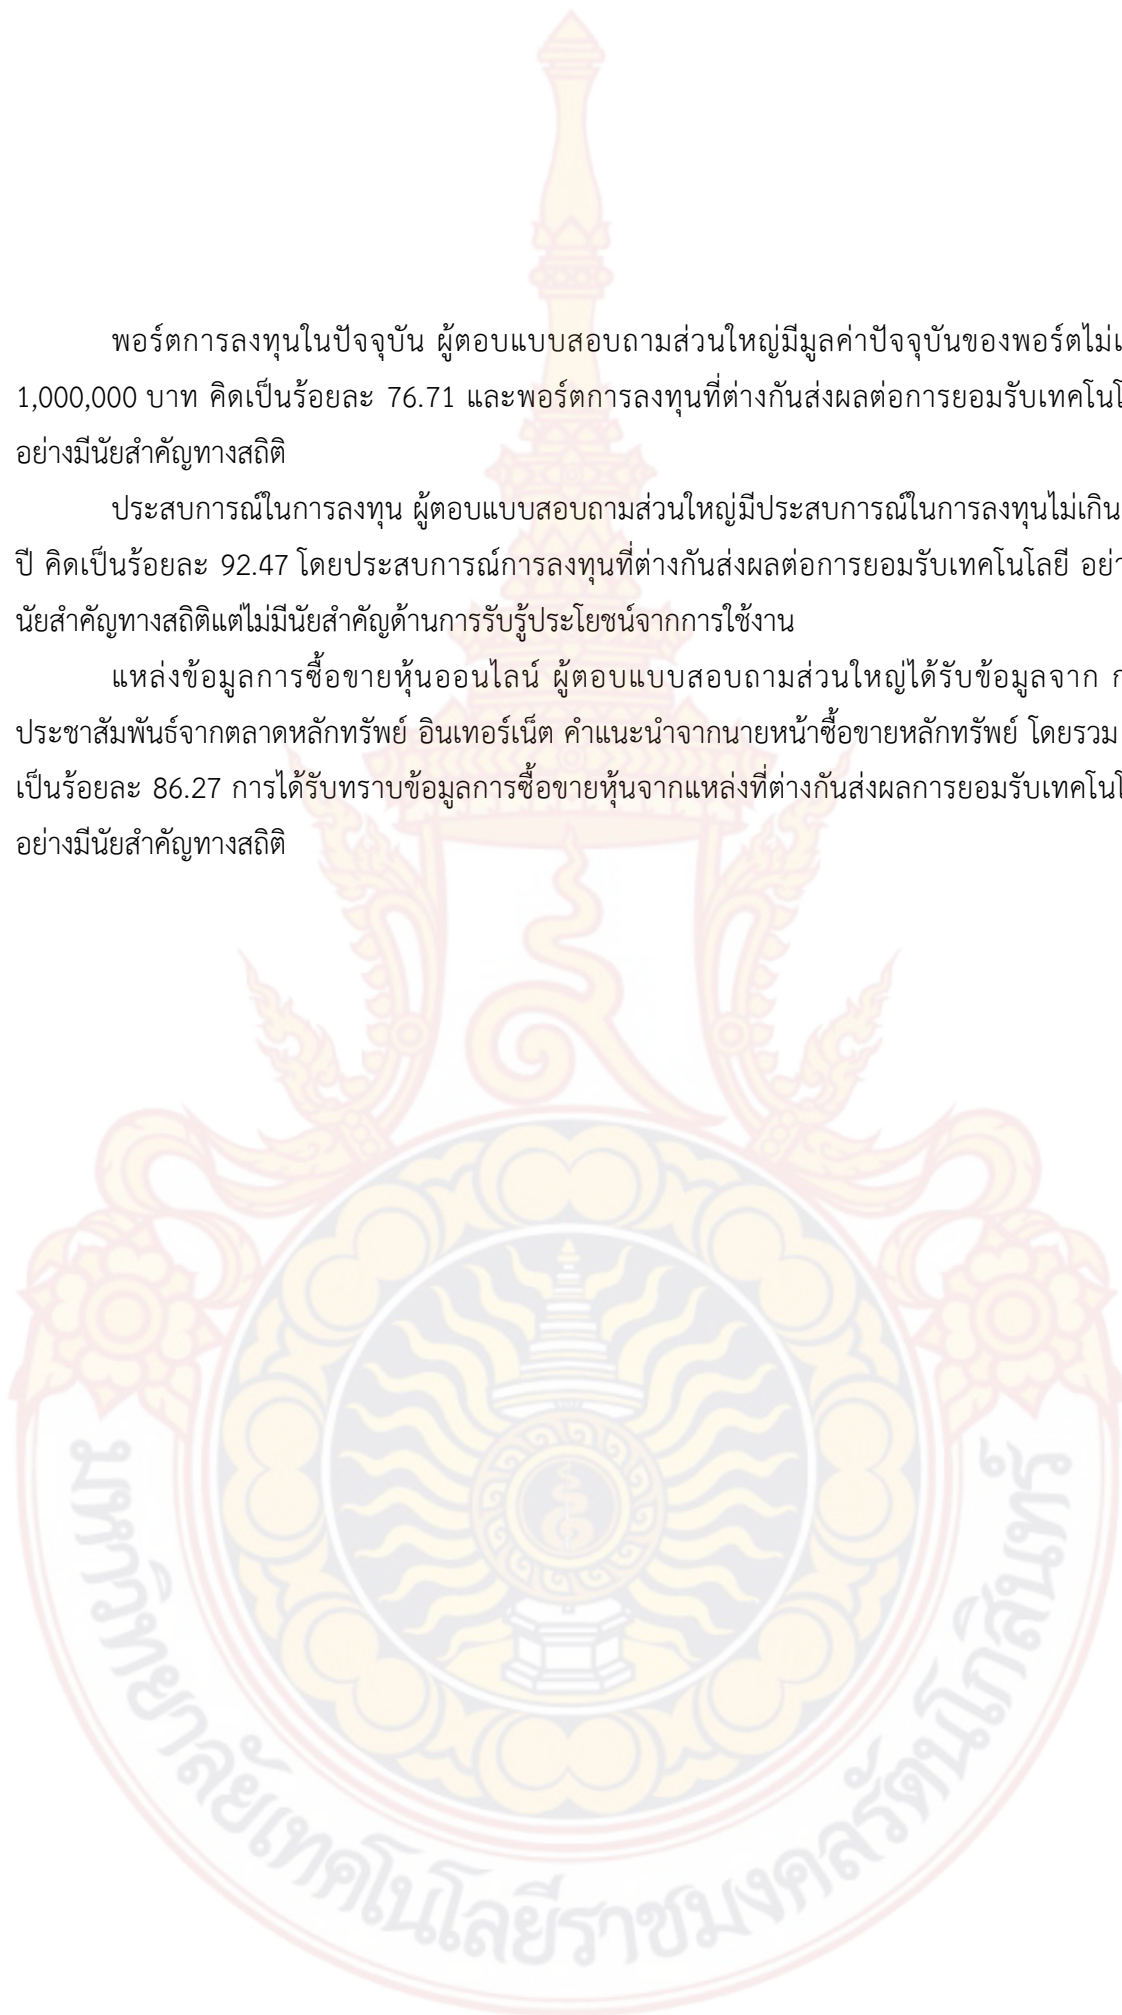 พอร์ตการลงทุนในปัจจุบัน ผู้ตอบแบบสอบถามส่วนใหญ่มีมูลค่าปัจจุบันของพอร์ต
1,000,000 บาท คิดเป็นร้อยละ 76.71 และพอร์ตการลงทุนที่ต่างกันส่งผลต่อการยอมรับ
อย่างมีนัยสำคัญทางสถิติ
ประสบการณ์ในการลงทุน ผู้ตอบแบบสอบถามส่วนใหญ่มีประสบการณ์ในการลงทุนไม่เกิน
ปี คิดเป็นร้อยละ 92.47 โดยประสบการณ์การลงทุนที่ต่างกันส่งผลต่อการยอมรับเทคโนโลยี
นัยสำคัญทางสถิติแต่ไม่มีนัยสำคัญด้านการรับรู้ประโยชน์จากการใช้งาน
แหล่งข้อมูลการซื้อขายหุ้นออนไลน์ ผู้ตอบแบบสอบถามส่วนใหญ่ได้รับข้อมูลจาก
ประชาสัมพันธ์จากตลาดหลักทรัพย์ อินเทอร์เน็ต คำแนะนำจากนายหน้าซื้อขายหลักทรัพย์ โดยรวม
เป็นร้อยละ 86.27 การได้รับทราบข้อมูลการซื้อขายหุ้นจากแหล่งที่ต่างกันส่งผลการยอมรับ
อย่างมีนัยสำคัญทางสถิติ
มหาวิทยาลัยเทคโนโลยีราชมงคลรัตนโกสินทร์